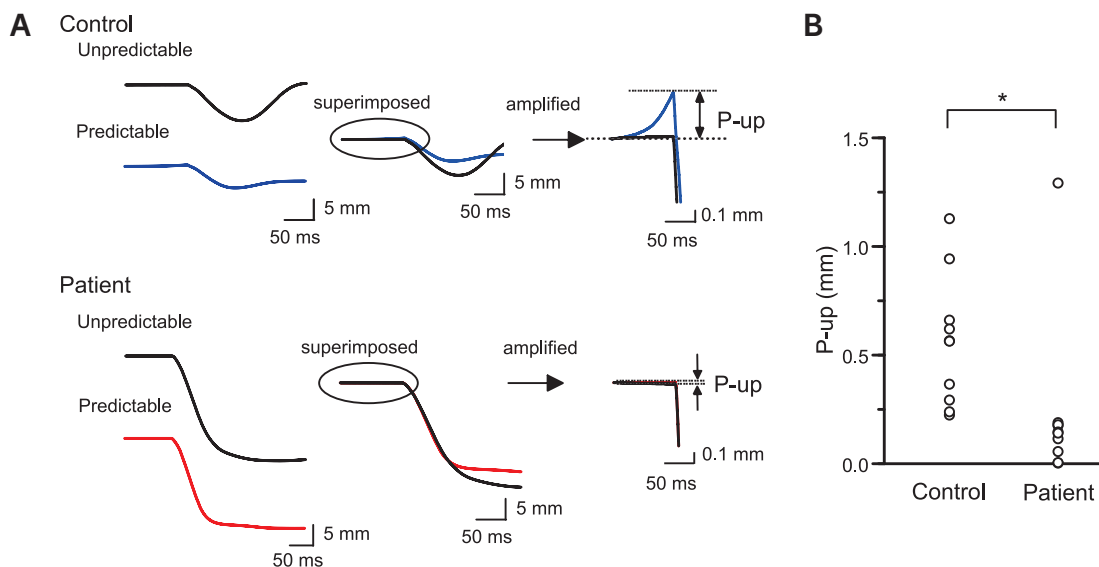 A
Control
Unpredictable
Predictable
5 mm
50 ms
superimposed
5 mm
50 ms
amplified
P-up
0.1 mm
50 ms
Patient
Unpredictable
Predictable
5 mm
50 ms
superimposed
5 mm
50 ms
amplified
P-up
0.1 mm
50 ms
B
*
P-up (mm)
1.5
1.0
0.5
0.0
Control Patient